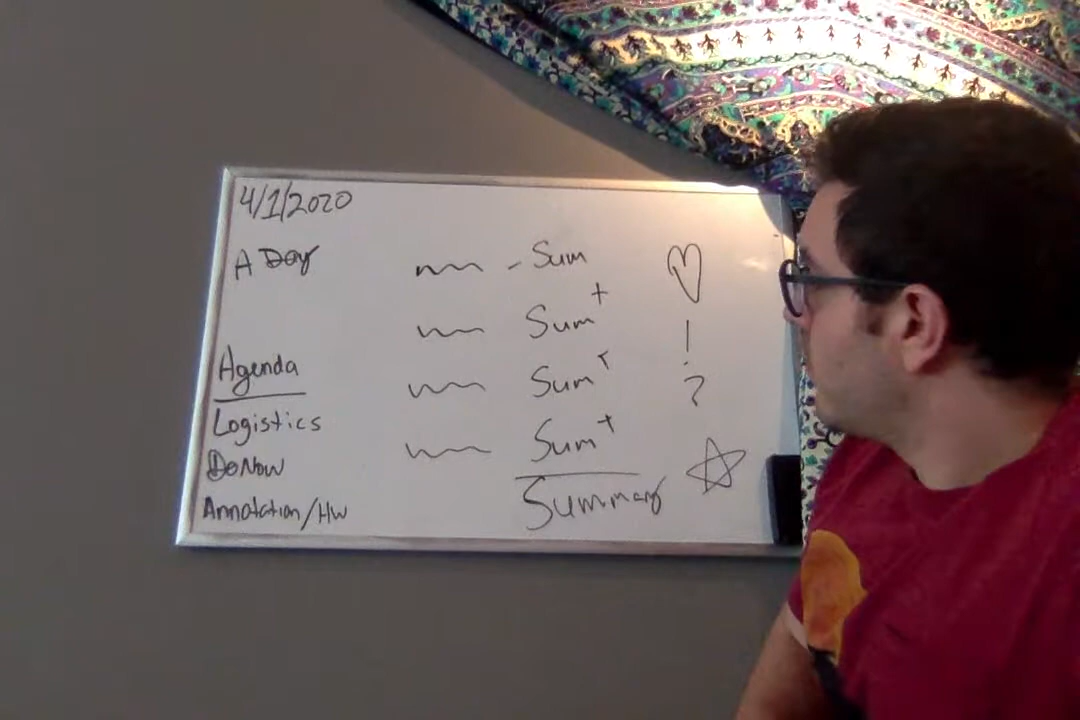 4/1/2020
A Day
- Sum
Sum +
Sum +
Sum +
Summary
!
?
Agenda
Logistics
Do Now
Annotation/HW